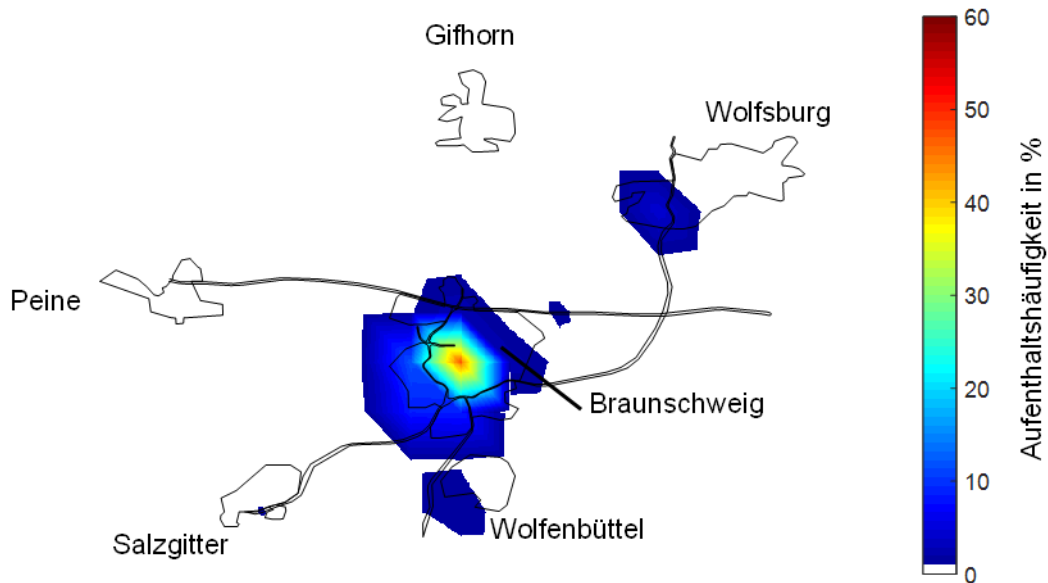 Gifhorn
Wolfsburg
Peine
Braunschweig
Salzgitter
Wolfenbüttel
60
50
40
30
20
10
0
Aufenthaltshäufigkeit in %